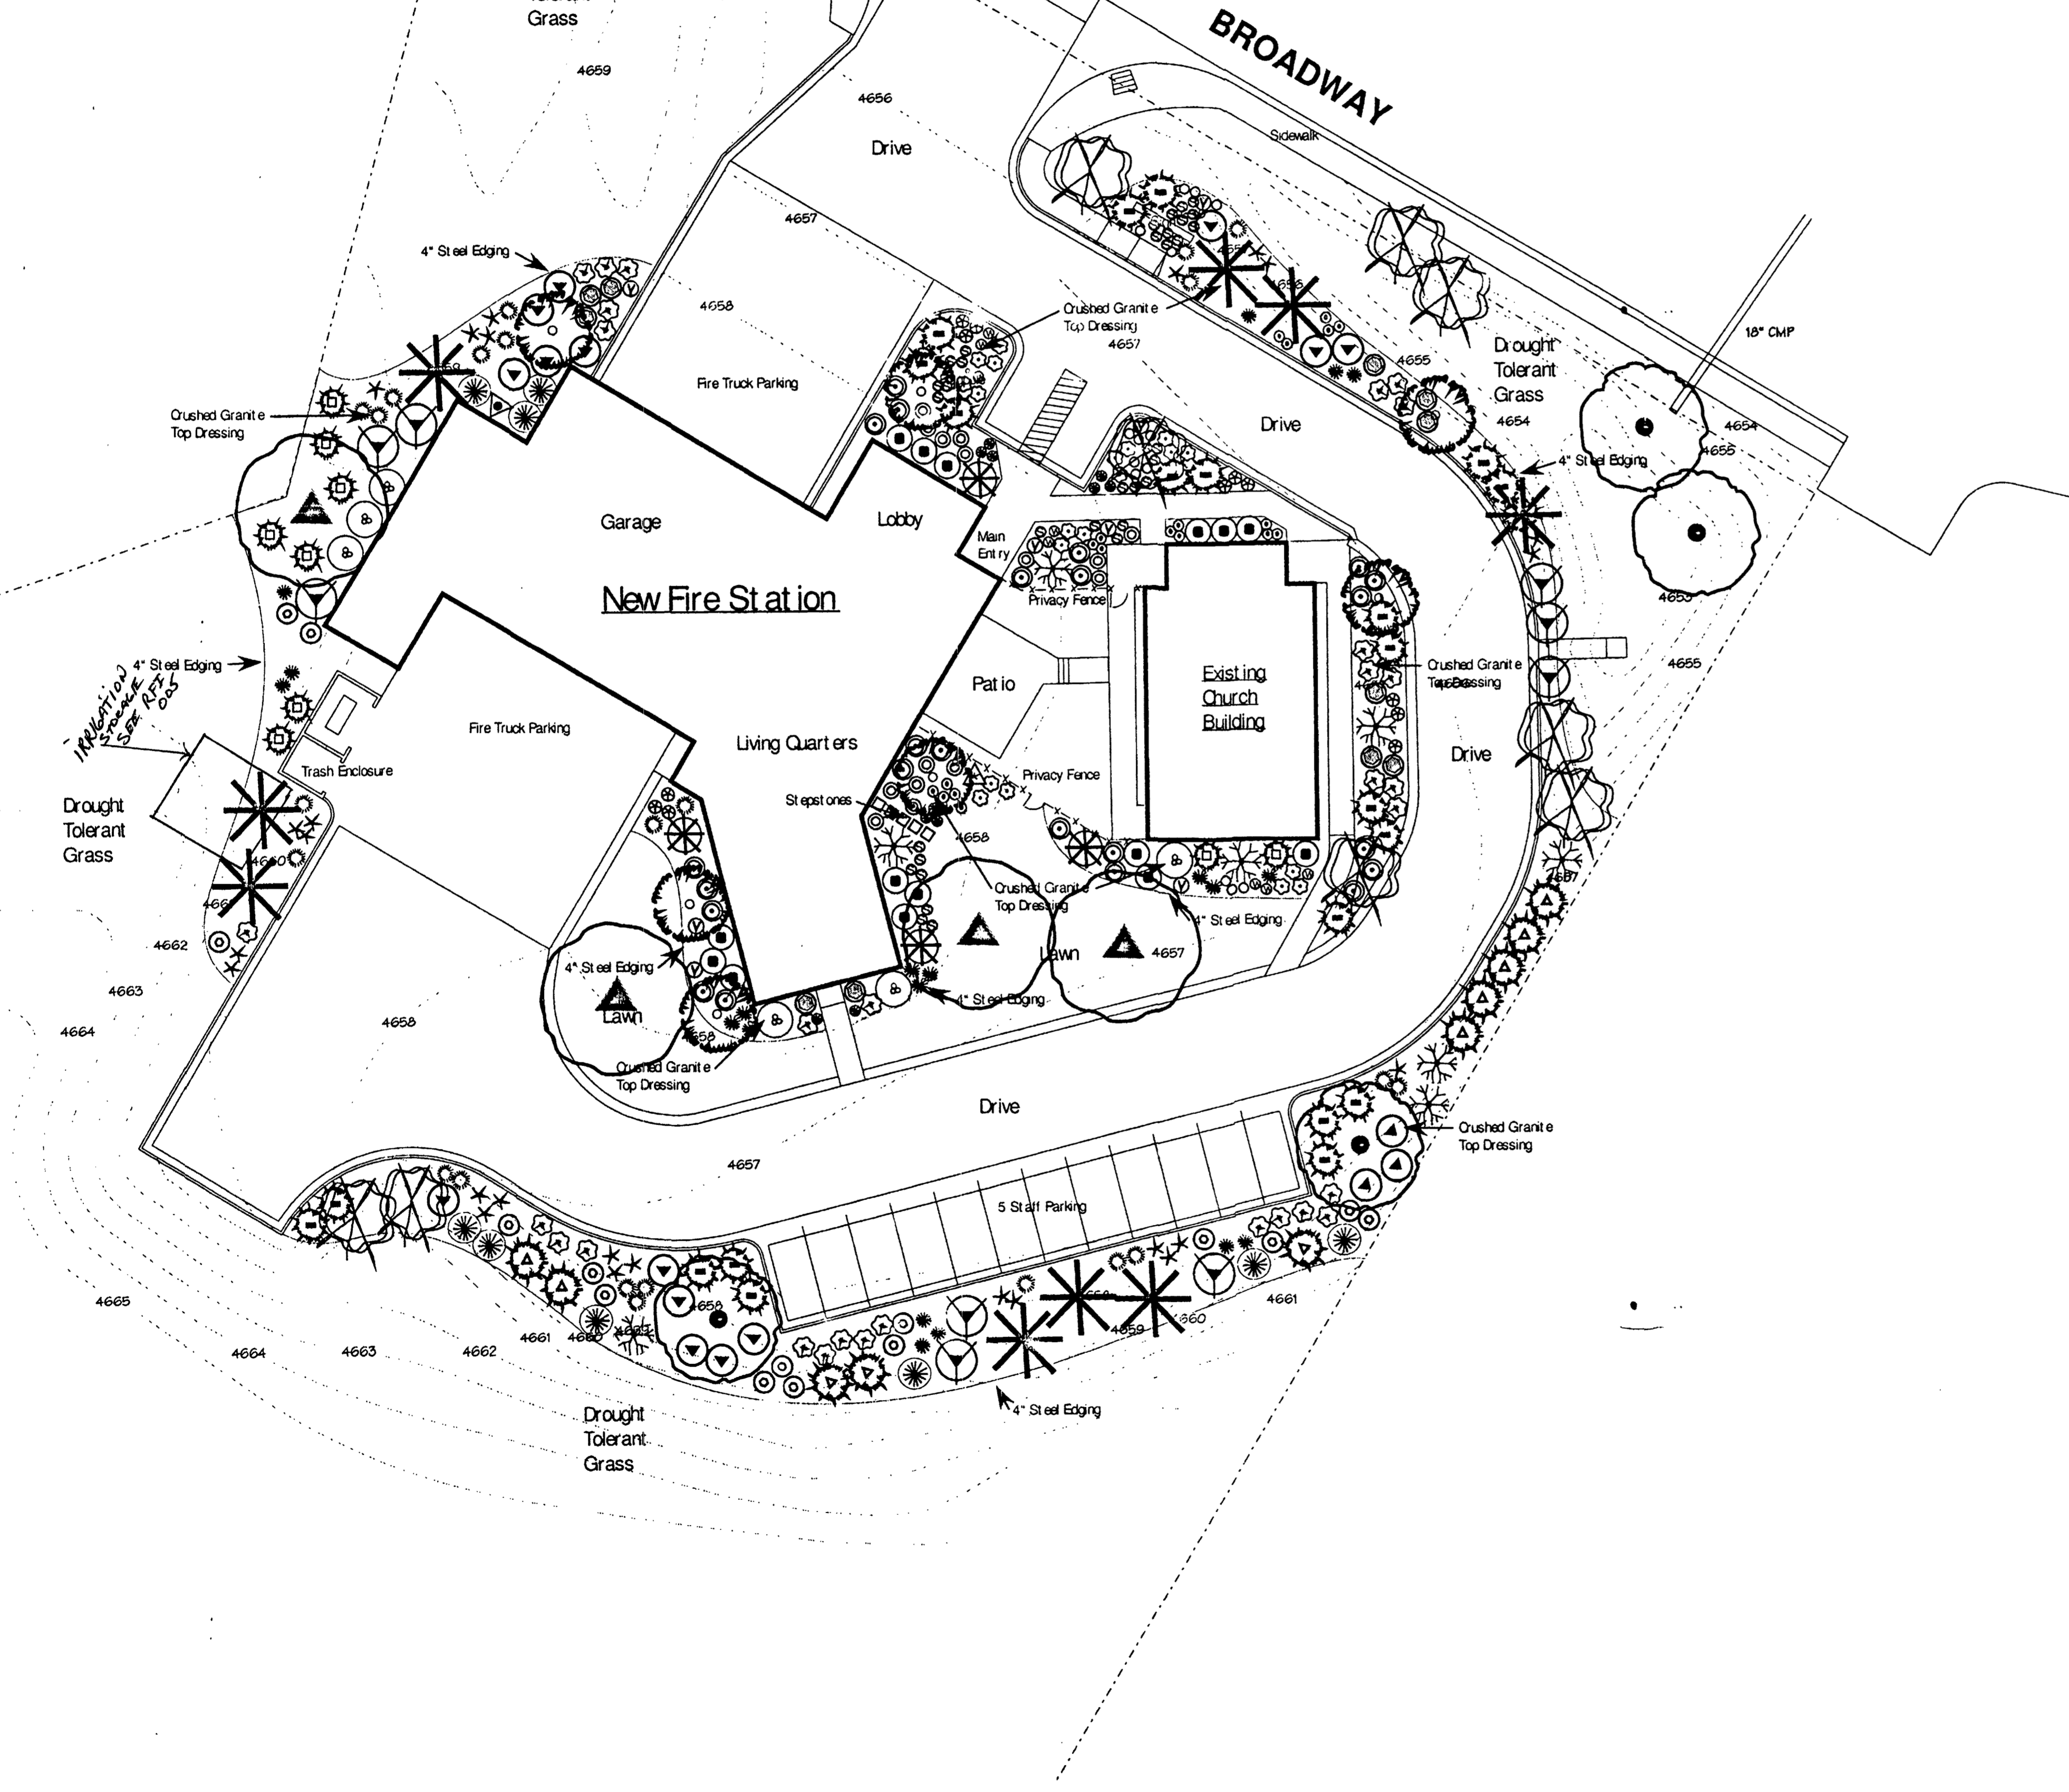 Grass
4659
BROADWAY
4656
Drive
Sidewalk
4657
4" Steel Edging
4658
Crushed Granite
Top Dressing
4657
18" CMP
Drought
Tolerant
Grass
4655
4654
4654
4655
Fire Truck Parking
Crushed Granite
Top Dressing
Drive
4" Steel Edging
Garage
Lobby
Main
Entry
New Fire Station
Privacy Fence
4653
4" Steel Edging
IRRIGATION
STORAGE
SEE RFI
005
Patio
Existing
Church
Building
Crushed Granite
Top Dressing
4655
Fire Truck Parking
Living Quarters
Drive
Trash Enclosure
Privacy Fence
Stepstones
Drought
Tolerant
Grass
4658
4660
Crushed Granite
Top Dressing
4" Steel Edging
4662
Lawn
4657
4" Steel Edging
4663
4" Steel Edging
4664
4658
Lawn
Crushed Granite
Top Dressing
Drive
Crushed Granite
Top Dressing
4657
5 Staff Parking
4665
4658
4661
4664
4663
4662
4661
4659
4660
4" Steel Edging
Drought
Tolerant
Grass